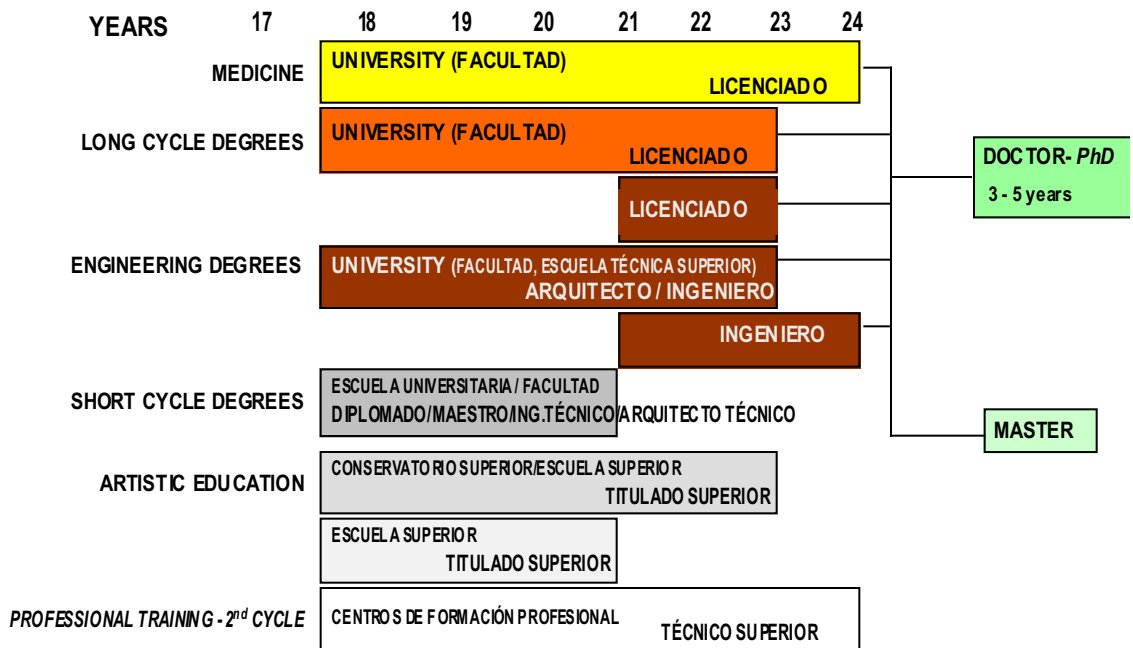 YEARS 17 18 19 20 21 22 23 24
MEDICINE
UNIVERSITY (FACULTAD)
LICENCIADO
LONG CYCLE DEGREES
UNIVERSITY (FACULTAD)
LICENCIADO
LICENCIADO
DOCTOR- PhD
3 - 5 years
ENGINEERING DEGREES
UNIVERSITY (FACULTAD, ESCUELA TÉCNICA SUPERIOR)
ARQUITECTO / INGENIERO
INGENIERO
SHORT CYCLE DEGREES
ESCUELA UNIVERSITARIA / FACULTAD
DIPLOMADO/MAESTRO/ING.TÉCNICO/ARQUITECTO TÉCNICO
MASTER
ARTISTIC EDUCATION
CONSERVATORIO SUPERIOR/ESCUELA SUPERIOR
TITULADO SUPERIOR
ESCUELA SUPERIOR
TITULADO SUPERIOR
PROFESSIONAL TRAINING - 2nd CYCLE
CENTROS DE FORMACIÓN PROFESIONAL
TÉCNICO SUPERIOR